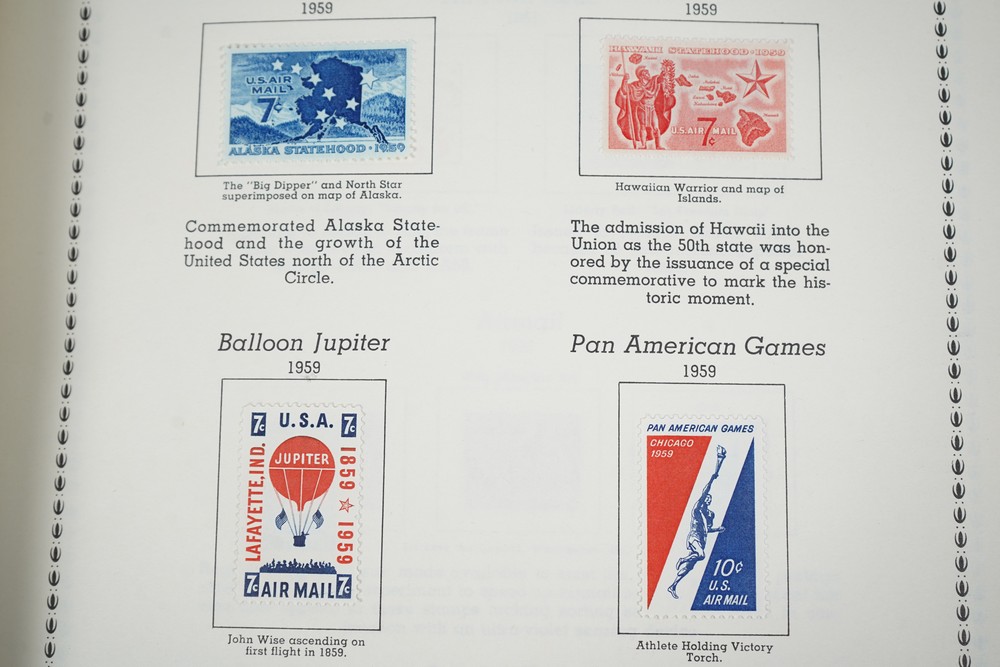 1959
U.S. AIR
MAIL
7¢
ALASKA STATEHOOD · 1959
The "Big Dipper" and North Star
superimposed on map of Alaska.
Commemorated Alaska State-
hood and the growth of the
United States north of the Arctic
Circle.
1959
HAWAII STATEHOOD · 1959
U.S. AIR MAIL
7¢
Hawaiian Warrior and map of
Islands.
The admission of Hawaii into the
Union as the 50th state was hon-
ored by the issuance of a special
commemorative to mark the his-
toric moment.
Balloon Jupiter
1959
7c U.S.A. 7c
JUPITER
LAFAYETTE, IND.
1859 ☆ 1959
7c AIR MAIL 7c
John Wise ascending on
first flight in 1859.
Pan American Games
1959
PAN AMERICAN GAMES
CHICAGO
1959
10¢
U.S.
AIR MAIL
Athlete Holding Victory
Torch.